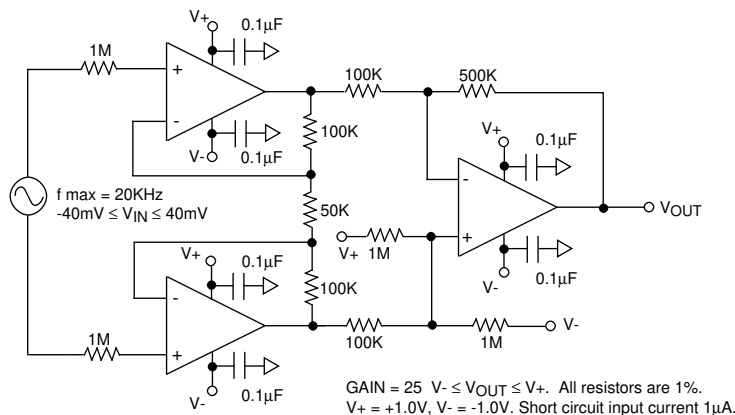 V+
0.1µF
1M
+
-
V-
0.1µF
100K
500K
100K
V+
0.1µF
-
+
VOUT
f max = 20KHz
-40mV ≤ VIN ≤ 40mV
50K
V+
1M
V+
0.1µF
V-
0.1µF
-
100K
1M
+
100K
1M
V-
V-
0.1µF
GAIN = 25 V- ≤ VOUT ≤ V+. All resistors are 1%.
V+ = +1.0V, V- = -1.0V. Short circuit input current 1µA.